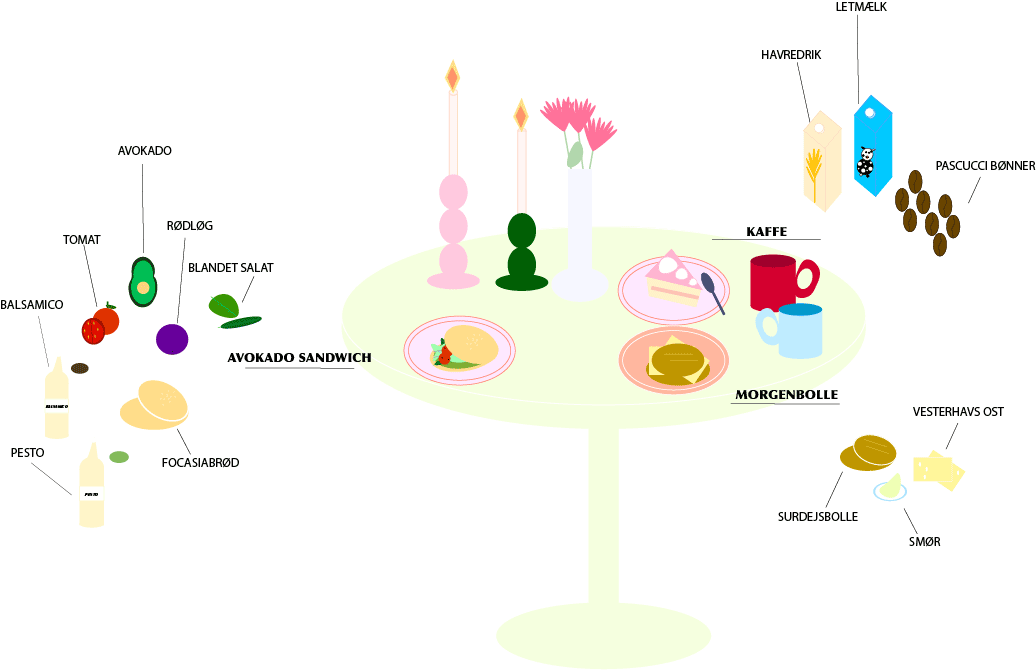 LETMÆLK
HAVREDRIK
PASCUCCI BØNNER
KAFFE
AVOKADO
RØDLØG
TOMAT
BLANDET SALAT
BALSAMICO
AVOKADO SANDWICH
BALSAMICO
PESTO
PESTO
FOCASIABRØD
MORGENBOLLE
VESTERHAVS OST
SURDEJSBOLLE
SMØR